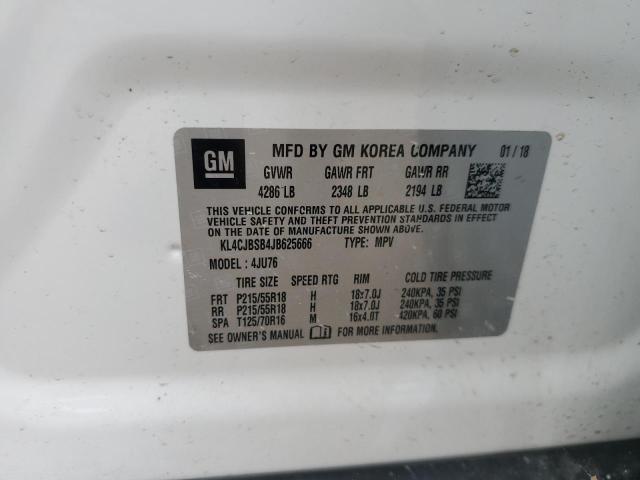 GM MFD BY GM KOREA COMPANY 01/18
GVWR GAWR FRT GAWR RR
4286 LB 2348 LB 2194 LB
THIS VEHICLE CONFORMS TO ALL APPLICABLE U.S. FEDERAL MOTOR
VEHICLE SAFETY AND THEFT PREVENTION STANDARDS IN EFFECT
ON THE DATE OF MANUFACTURE SHOWN ABOVE.
KL4CJBSB4JB625666 TYPE: MPV
MODEL: 4JU76
TIRE SIZE SPEED RTG RIM COLD TIRE PRESSURE
FRT P215/55R18 H 18x7.0J 240KPA, 35 PSI
RR P215/55R18 H 18x7.0J 240KPA, 35 PSI
SPA T125/70R16 M 16x4.0T 420KPA, 60 PSI
SEE OWNER'S MANUAL FOR MORE INFORMATION.